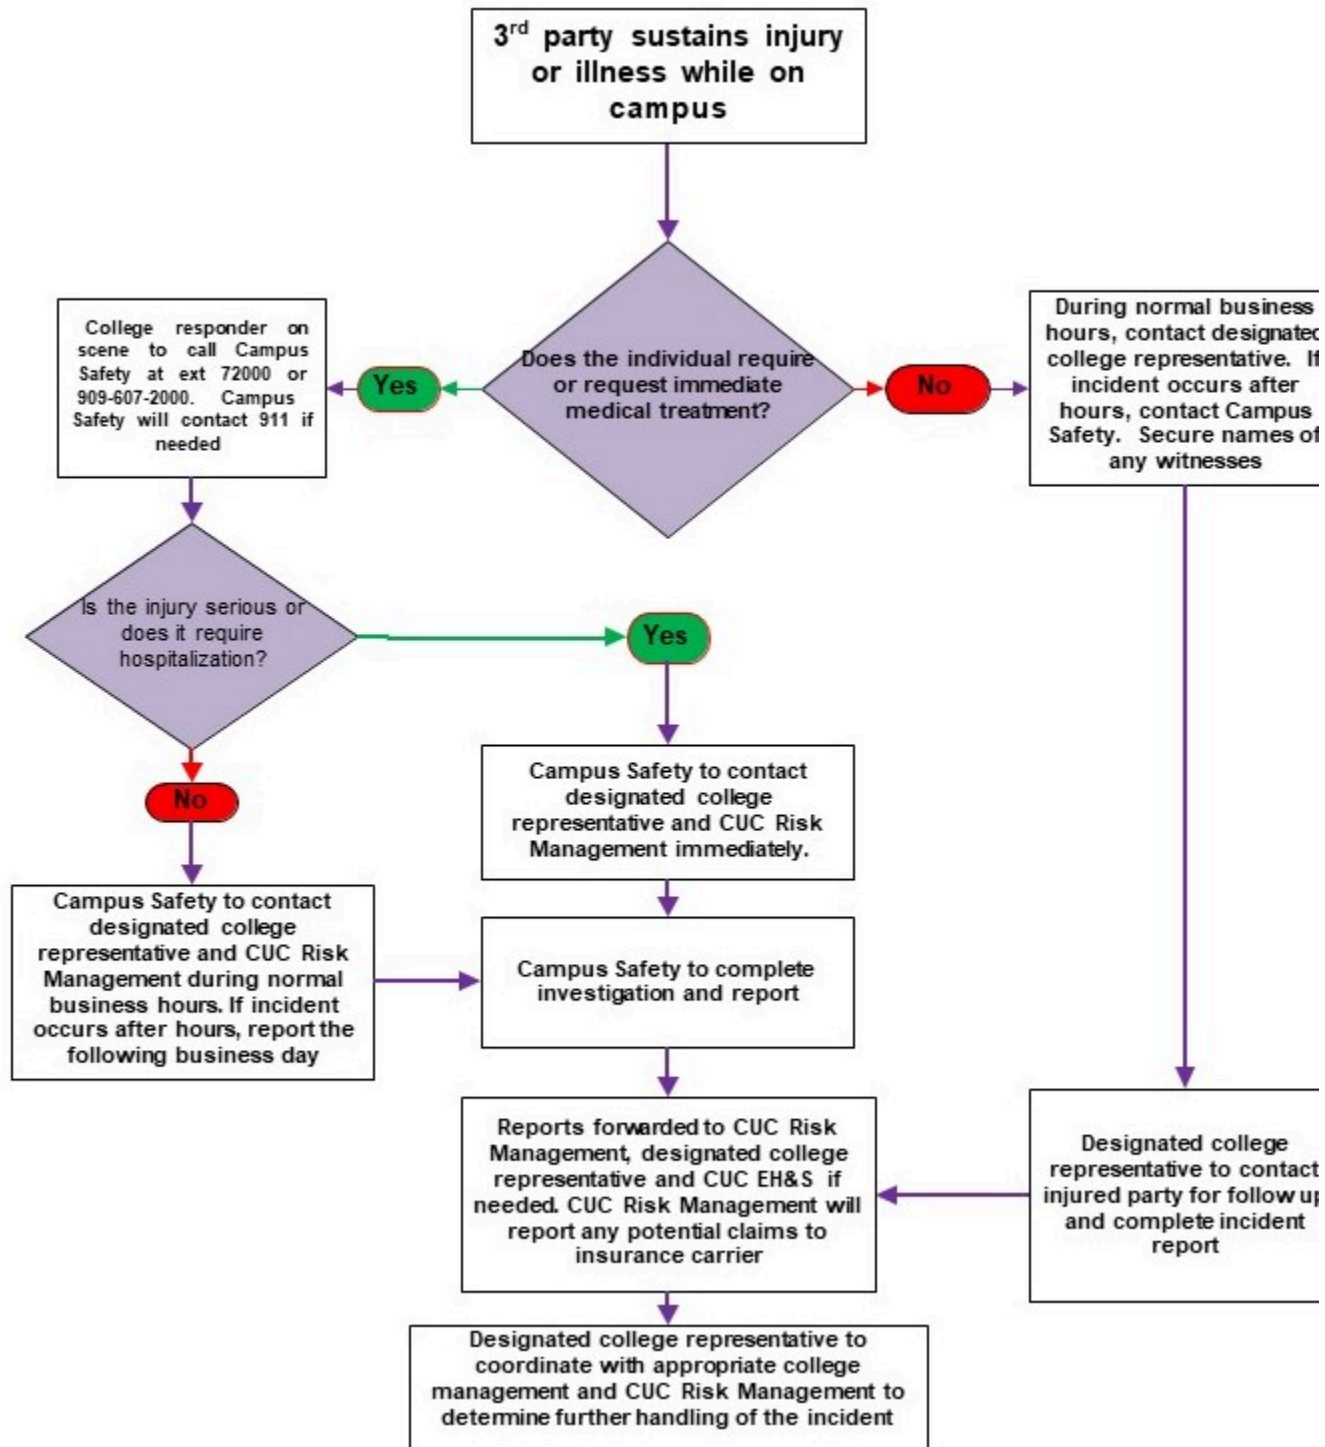 3rd party sustains injury
or illness while on
campus
Does the individual require
or request immediate
medical treatment?
Yes
No
College responder on
scene to call Campus
Safety at ext 72000 or
909-607-2000. Campus
Safety will contact 911 if
needed
During normal business
hours, contact designated
college representative. If
incident occurs after
hours, contact Campus
Safety. Secure names of
any witnesses
Is the injury serious or
does it require
hospitalization?
Yes
No
Campus Safety to contact
designated college
representative and CUC Risk
Management immediately.
Campus Safety to contact
designated college
representative and CUC Risk
Management during normal
business hours. If incident
occurs after hours, report the
following business day
Campus Safety to complete
investigation and report
Reports forwarded to CUC Risk
Management, designated college
representative and CUC EH&S if
needed. CUC Risk Management will
report any potential claims to
insurance carrier
Designated college
representative to contact
injured party for follow up
and complete incident
report
Designated college representative to
coordinate with appropriate college
management and CUC Risk Management to
determine further handling of the incident